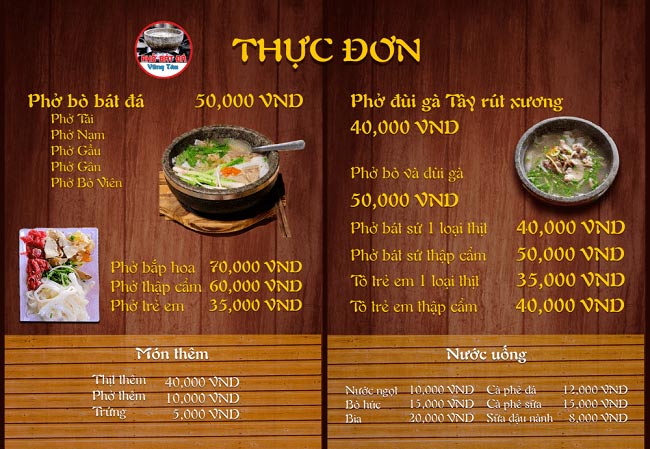 PHỞ BÁT ĐÁ
Vũng Tàu
THỰC ĐƠN
Phở bò bát đá 50,000 VND
Phở Tái
Phở Nạm
Phở Gầu
Phở Gân
Phở Bò Viên
Phở bắp hoa 70,000 VND
Phở thập cẩm 60,000 VND
Phở trẻ em 35,000 VND
Món thêm
Thịt thêm 40,000 VND
Phở thêm 10,000 VND
Trứng 5,000 VND
Phở đùi gà Tây rút xương
40,000 VND
Phở bò và đùi gà
50,000 VND
Phở bát sứ 1 loại thịt 40,000 VND
Phở bát sứ thập cẩm 50,000 VND
Tô trẻ em 1 loại thịt 35,000 VND
Tô trẻ em thập cẩm 40,000 VND
Nước uống
Nước ngọt 10,000 VND Cà phê đá 12,000 VND
Bò húc 15,000 VND Cà phê sữa 15,000 VND
Bia 20,000 VND Sữa đậu nành 8,000 VND